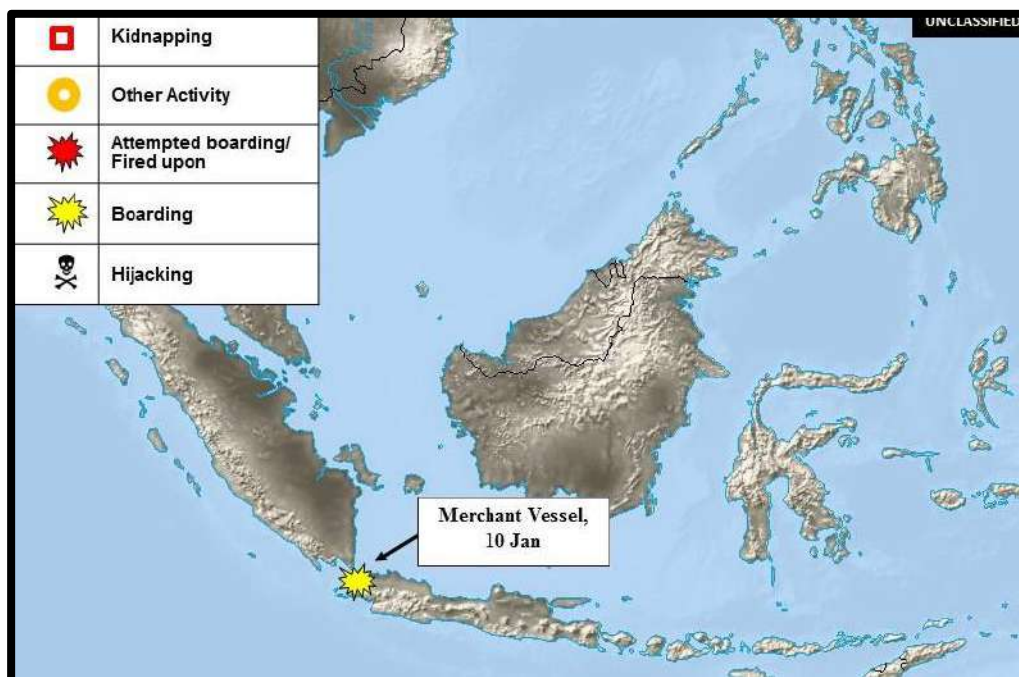 UNCLASSIFIED
Kidnapping
Other Activity
Attempted boarding/
Fired upon
Boarding
Hijacking
Merchant Vessel,
10 Jan